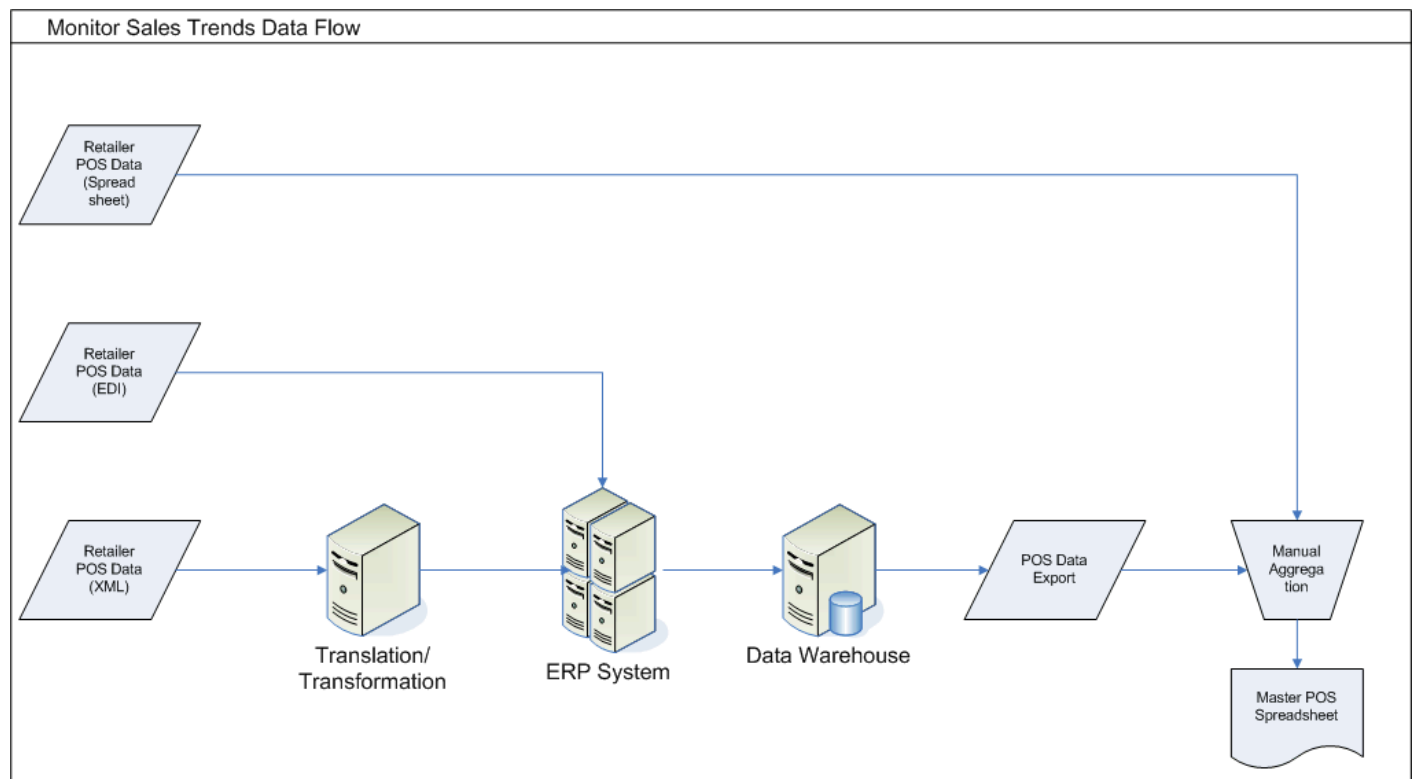 Monitor Sales Trends Data Flow
Retailer
POS Data
(Spread
sheet)
Retailer
POS Data
(EDI)
Retailer
POS Data
(XML)
Translation/
Transformation
ERP System
Data Warehouse
POS Data
Export
Manual
Aggrega
tion
Master POS
Spreadsheet